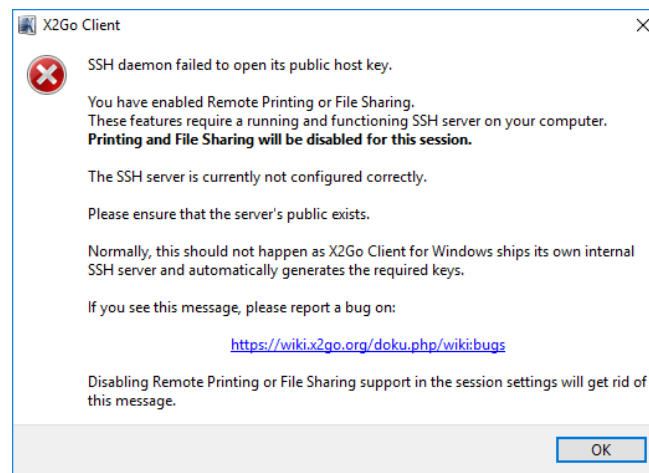 X2Go Client
SSH daemon failed to open its public host key.
You have enabled Remote Printing or File Sharing.
These features require a running and functioning SSH server on your computer.
Printing and File Sharing will be disabled for this session.
The SSH server is currently not configured correctly.
Please ensure that the server's public exists.
Normally, this should not happen as X2Go Client for Windows ships its own internal
SSH server and automatically generates the required keys.
If you see this message, please report a bug on:
https://wiki.x2go.org/doku.php/wiki:bugs
Disabling Remote Printing or File Sharing support in the session settings will get rid of
this message.
OK